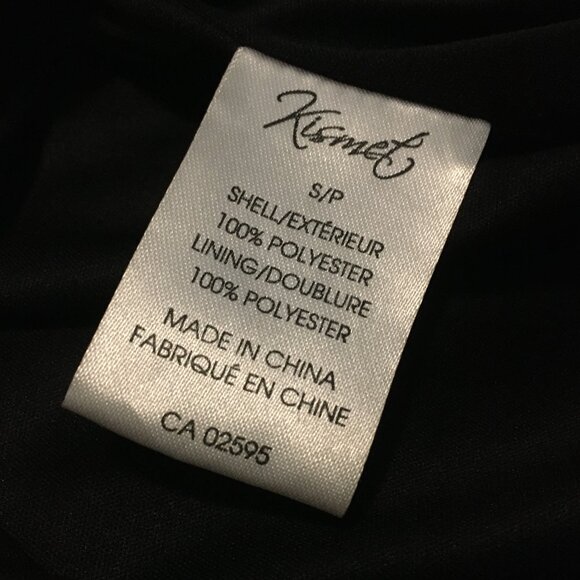 Kismet
S/P
SHELL/EXTÉRIEUR
100% POLYESTER
LINING/DOUBLURE
100% POLYESTER
MADE IN CHINA
FABRIQUÉ EN CHINE
CA 02595